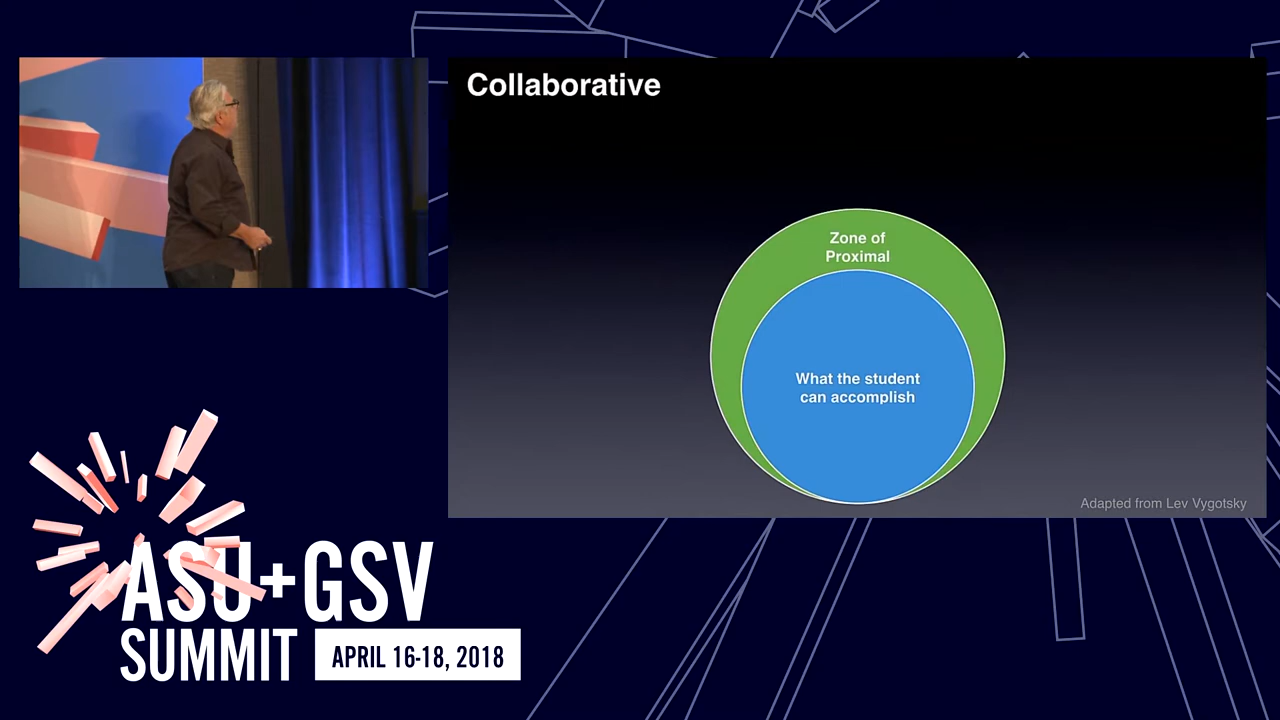 Collaborative
Zone of
Proximal
What the student
can accomplish
Adapted from Lev Vygotsky
ASU+GSV
SUMMIT
APRIL 16-18, 2018